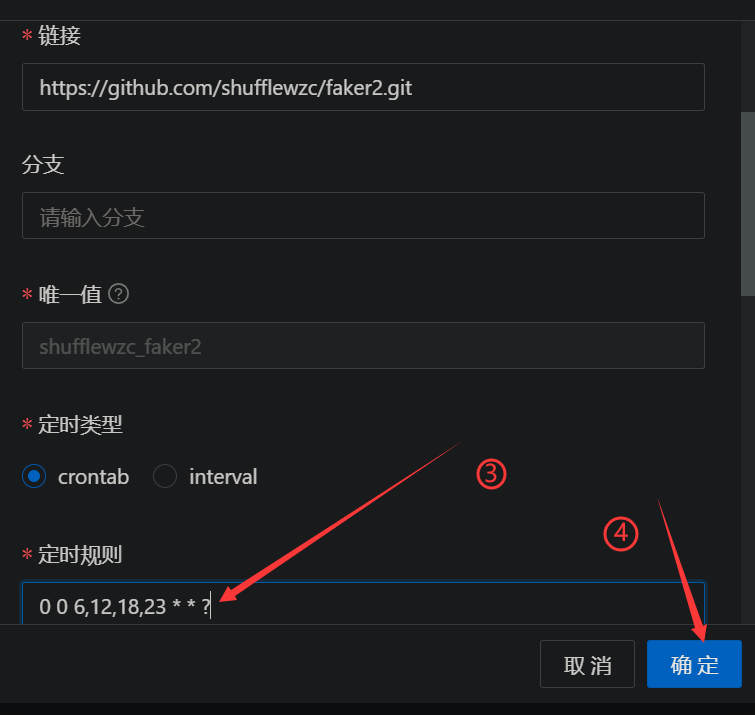 * 链接
https://github.com/shufflewzc/faker2.git
分支
请输入分支
* 唯一值 ?
shufflewzc_faker2
* 定时类型
crontab interval
③
④
* 定时规则
0 0 6,12,18,23 * * ?
取 消 确 定